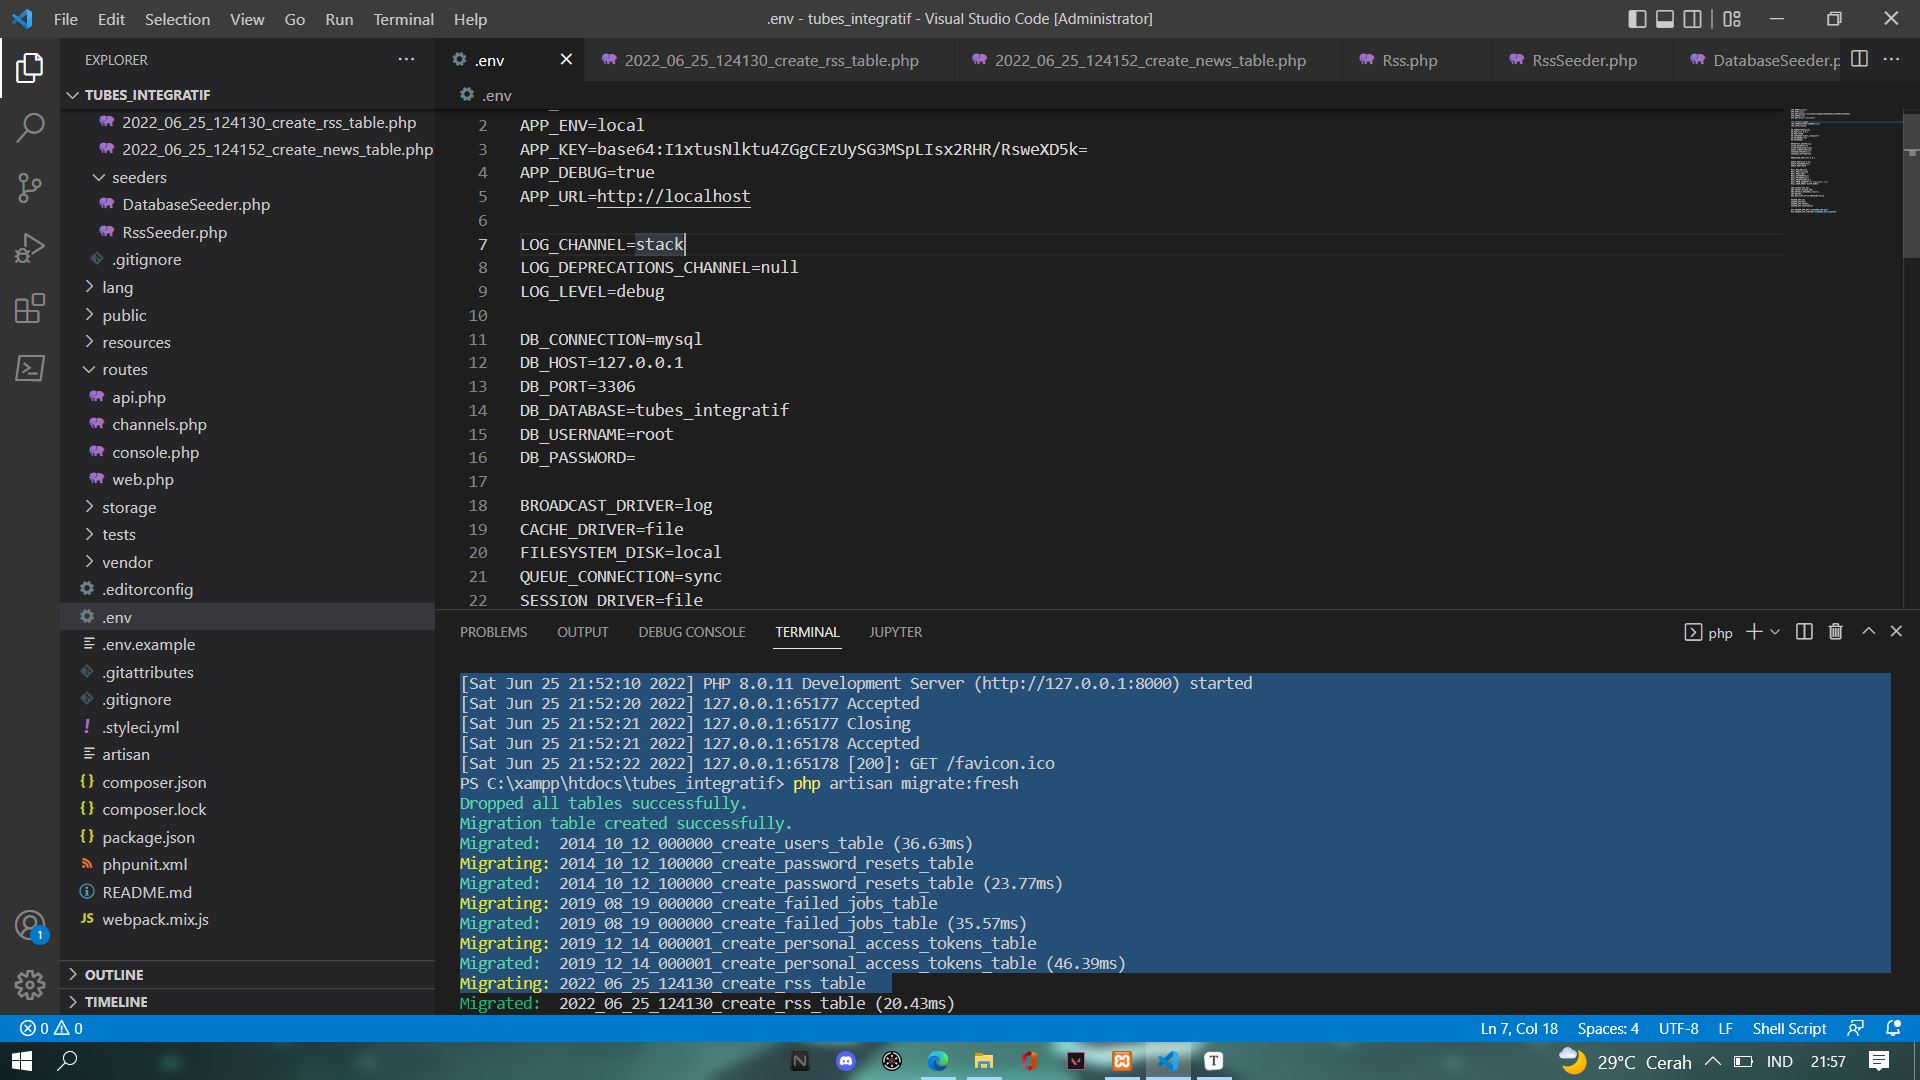 File Edit Selection View Go Run Terminal Help
.env - tubes_integratif - Visual Studio Code [Administrator]
EXPLORER
TUBES_INTEGRATIF
2022_06_25_124130_create_rss_table.php
2022_06_25_124152_create_news_table.php
seeders
DatabaseSeeder.php
RssSeeder.php
.gitignore
lang
public
resources
routes
api.php
channels.php
console.php
web.php
storage
tests
vendor
.editorconfig
.env
.env.example
.gitattributes
.gitignore
.styleci.yml
artisan
composer.json
composer.lock
package.json
phpunit.xml
README.md
JS webpack.mix.js
OUTLINE
TIMELINE
.env 2022_06_25_124130_create_rss_table.php 2022_06_25_124152_create_news_table.php Rss.php RssSeeder.php DatabaseSeeder.p
.env
2 APP_ENV=local
3 APP_KEY=base64:I1xtusNlktu4ZGgCEzUySG3MSpLIsx2RHR/RsweXD5k=
4 APP_DEBUG=true
5 APP_URL=http://localhost
6
7 LOG_CHANNEL=stack
8 LOG_DEPRECATIONS_CHANNEL=null
9 LOG_LEVEL=debug
10
11 DB_CONNECTION=mysql
12 DB_HOST=127.0.0.1
13 DB_PORT=3306
14 DB_DATABASE=tubes_integratif
15 DB_USERNAME=root
16 DB_PASSWORD=
17
18 BROADCAST_DRIVER=log
19 CACHE_DRIVER=file
20 FILESYSTEM_DISK=local
21 QUEUE_CONNECTION=sync
22 SESSION_DRIVER=file
PROBLEMS OUTPUT DEBUG CONSOLE TERMINAL JUPYTER
php
[Sat Jun 25 21:52:10 2022] PHP 8.0.11 Development Server (http://127.0.0.1:8000) started
[Sat Jun 25 21:52:20 2022] 127.0.0.1:65177 Accepted
[Sat Jun 25 21:52:21 2022] 127.0.0.1:65177 Closing
[Sat Jun 25 21:52:21 2022] 127.0.0.1:65178 Accepted
[Sat Jun 25 21:52:22 2022] 127.0.0.1:65178 [200]: GET /favicon.ico
PS C:\xampp\htdocs\tubes_integratif> php artisan migrate:fresh
Dropped all tables successfully.
Migration table created successfully.
Migrated: 2014_10_12_000000_create_users_table (36.63ms)
Migrating: 2014_10_12_100000_create_password_resets_table
Migrated: 2014_10_12_100000_create_password_resets_table (23.77ms)
Migrating: 2019_08_19_000000_create_failed_jobs_table
Migrated: 2019_08_19_000000_create_failed_jobs_table (35.57ms)
Migrating: 2019_12_14_000001_create_personal_access_tokens_table
Migrated: 2019_12_14_000001_create_personal_access_tokens_table (46.39ms)
Migrating: 2022_06_25_124130_create_rss_table
Migrated: 2022_06_25_124130_create_rss_table (20.43ms)
1
0 0
Ln 7, Col 18 Spaces: 4 UTF-8 LF Shell Script
29°C Cerah IND 21:57